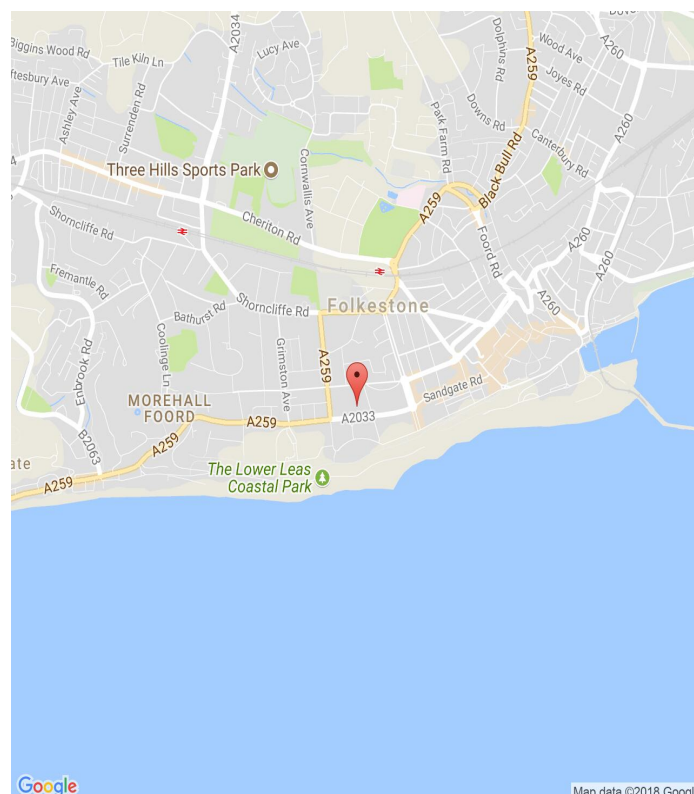 Biggins Wood Rd
Tile Kiln Ln
A2034
Lucy Ave
Dolphins Rd
A259
Wood Ave
A260
Joyes Rd
ftesbury Ave
Ashley Ave
Surrenden Rd
Park Farm Rd
Downs Rd
A260
Canterbury Rd
Three Hills Sports Park
Cornwallis Ave
Black Bull Rd
A259
Cheriton Rd
Shorncliffe Rd
Foord Rd
A260
A260
Fremantle Rd
Bathurst Rd
Shorncliffe Rd
Folkestone
A260
Enbrook Rd
Coolinge Ln
Grimston Ave
A259
Sandgate Rd
MOREHALL
FOORD
A259
A2033
B2063
A259
ate
The Lower Leas
Coastal Park
A259
Google
Map data ©2018 Googl